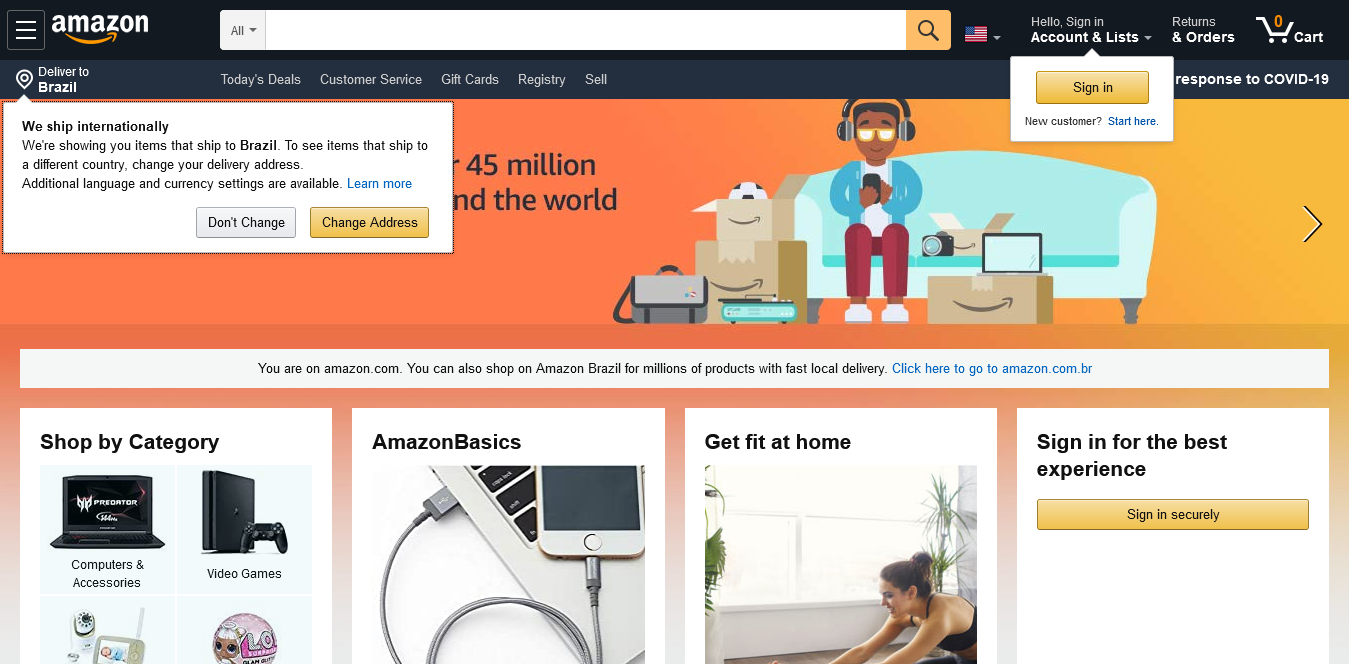 amazon
All
Hello, Sign in
Account & Lists
Returns
& Orders
0
Cart
Deliver to
Brazil
Today's Deals
Customer Service
Gift Cards
Registry
Sell
response to COVID-19
Sign in
New customer? Start here.
We ship internationally
We're showing you items that ship to Brazil. To see items that ship to
a different country, change your delivery address.
Additional language and currency settings are available. Learn more
Don't Change
Change Address
45 million
the world
You are on amazon.com. You can also shop on Amazon Brazil for millions of products with fast local delivery. Click here to go to amazon.com.br
Shop by Category
PREDATOR
Computers &
Accessories
Video Games
AmazonBasics
Get fit at home
Sign in for the best
experience
Sign in securely